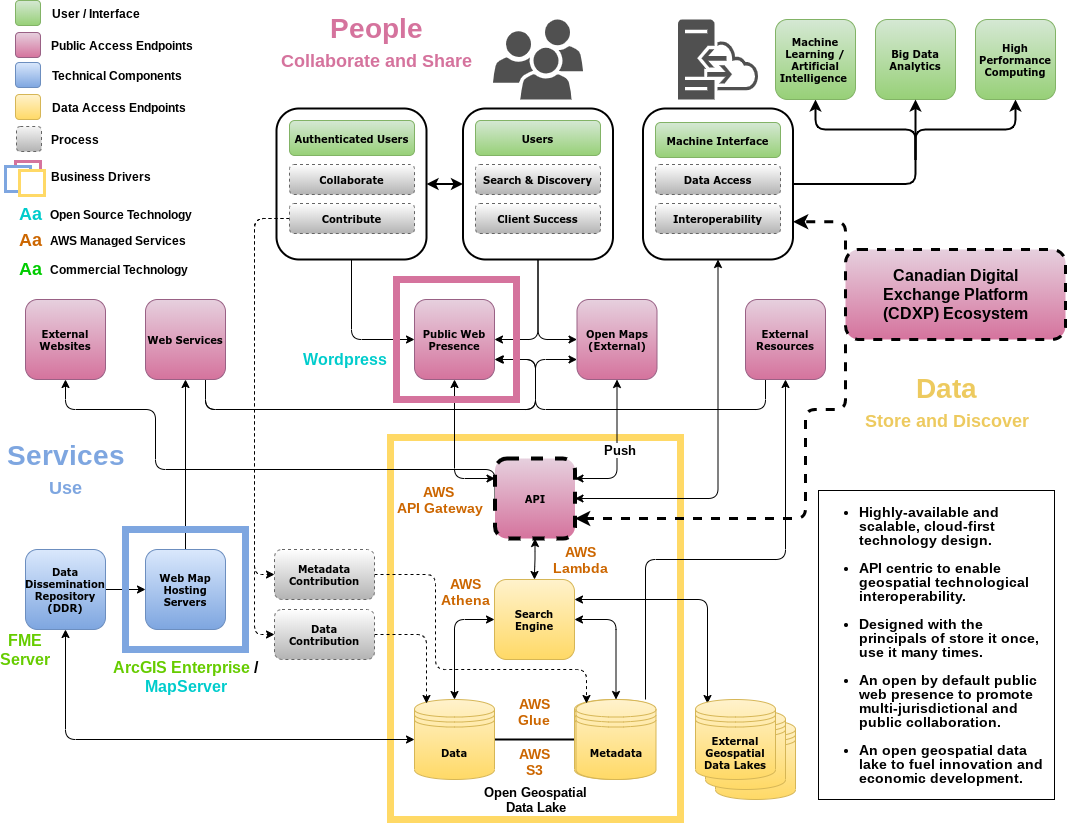 User / Interface
Public Access Endpoints
Technical Components
Data Access Endpoints
Process
Business Drivers
Aa Open Source Technology
Aa AWS Managed Services
Aa Commercial Technology
People
Collaborate and Share
Machine
Learning /
Artificial
Intelligence
Big Data
Analytics
High
Performance
Computing
Authenticated Users
Collaborate
Contribute
Users
Search & Discovery
Client Success
Machine Interface
Data Access
Interoperability
Canadian Digital
Exchange Platform
(CDXP) Ecosystem
External
Websites
Web Services
Wordpress
Public Web
Presence
Open Maps
(External)
External
Resources
Data
Store and Discover
Services
Use
Push
API
AWS
API Gateway
AWS
Lambda
AWS
Athena
Search
Engine
Data
Dissemination
Repository
(DDR)
Web Map
Hosting
Servers
FME
Server
ArcGIS Enterprise /
MapServer
Metadata
Contribution
Data
Contribution
Data
AWS
Glue
AWS
S3
Metadata
Open Geospatial
Data Lake
External
Geospatial
Data Lakes
• Highly-available and
scalable, cloud-first
technology design.
• API centric to enable
geospatial technological
interoperability.
• Designed with the
principals of store it once,
use it many times.
• An open by default public
web presence to promote
multi-jurisdictional and
public collaboration.
• An open geospatial data
lake to fuel innovation and
economic development.